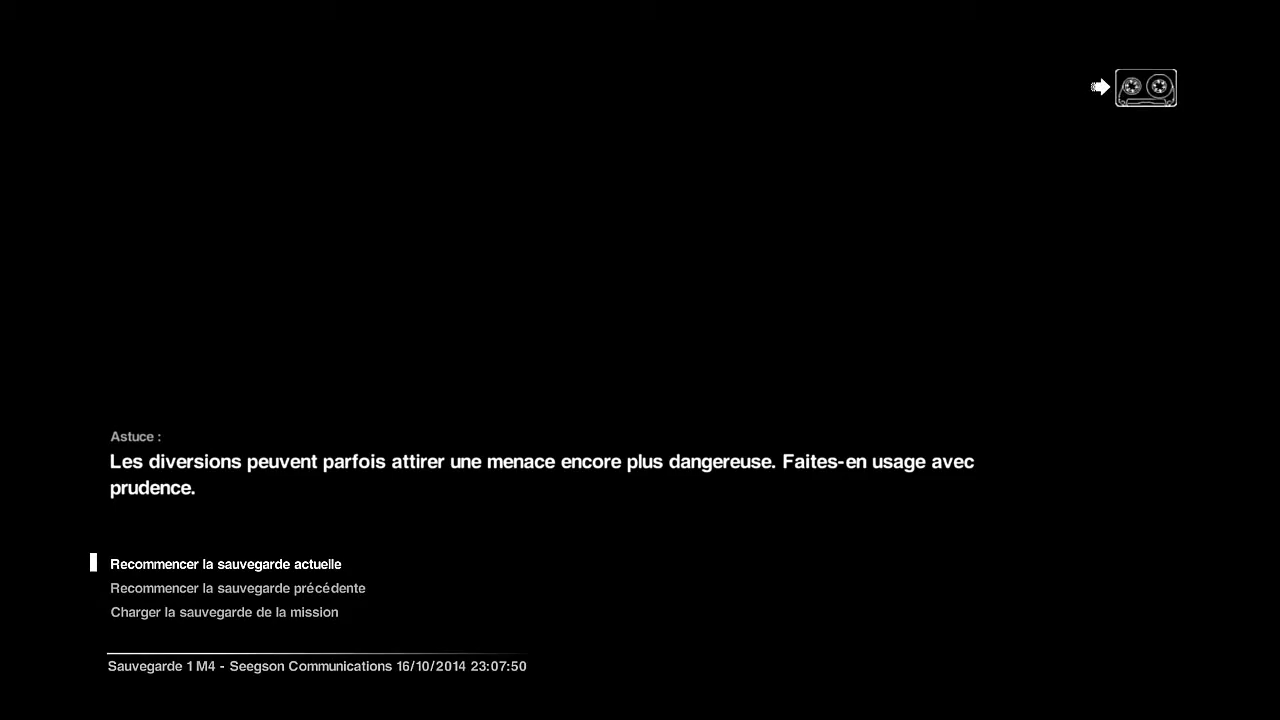 Astuce :
Les diversions peuvent parfois attirer une menace encore plus dangereuse. Faites-en usage avec
prudence.
Recommencer la sauvegarde actuelle
Recommencer la sauvegarde précédente
Charger la sauvegarde de la mission
Sauvegarde 1 M4 - Seegson Communications 16/10/2014 23:07:50